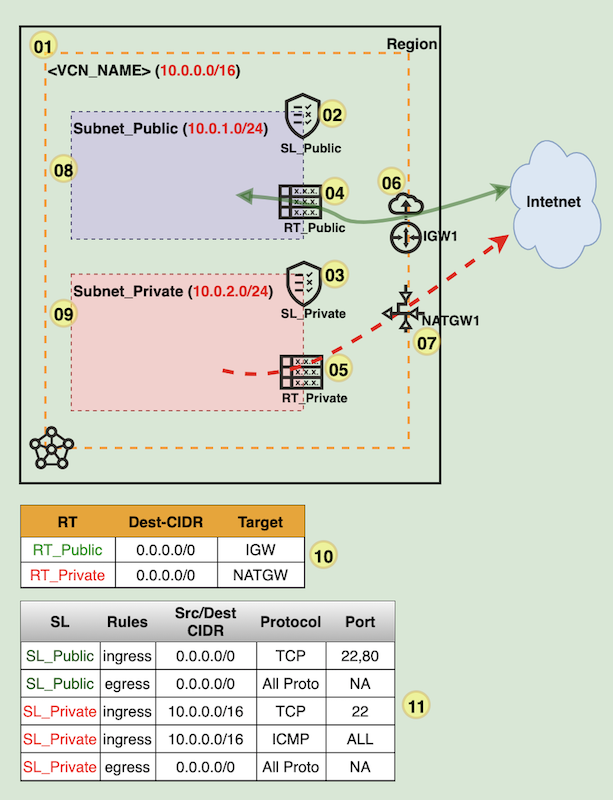 01
Region
<VCN_NAME> (10.0.0.0/16)
02
Subnet_Public (10.0.1.0/24)
SL_Public
08
04
06
Intetnet
RT_Public
IGW1
03
Subnet_Private (10.0.2.0/24)
09
SL_Private
NATGW1
07
05
X.X.X.
X.X.X.
X.X.X.
X.X.X.
X.X.X.
X.X.X.
RT_Private
RT Dest-CIDR Target
RT_Public 0.0.0.0/0 IGW
RT_Private 0.0.0.0/0 NATGW
10
SL Rules Src/Dest CIDR Protocol Port
SL_Public ingress 0.0.0.0/0 TCP 22,80
SL_Public egress 0.0.0.0/0 All Proto NA
SL_Private ingress 10.0.0.0/16 TCP 22
SL_Private ingress 10.0.0.0/16 ICMP ALL
SL_Private egress 0.0.0.0/0 All Proto NA
11